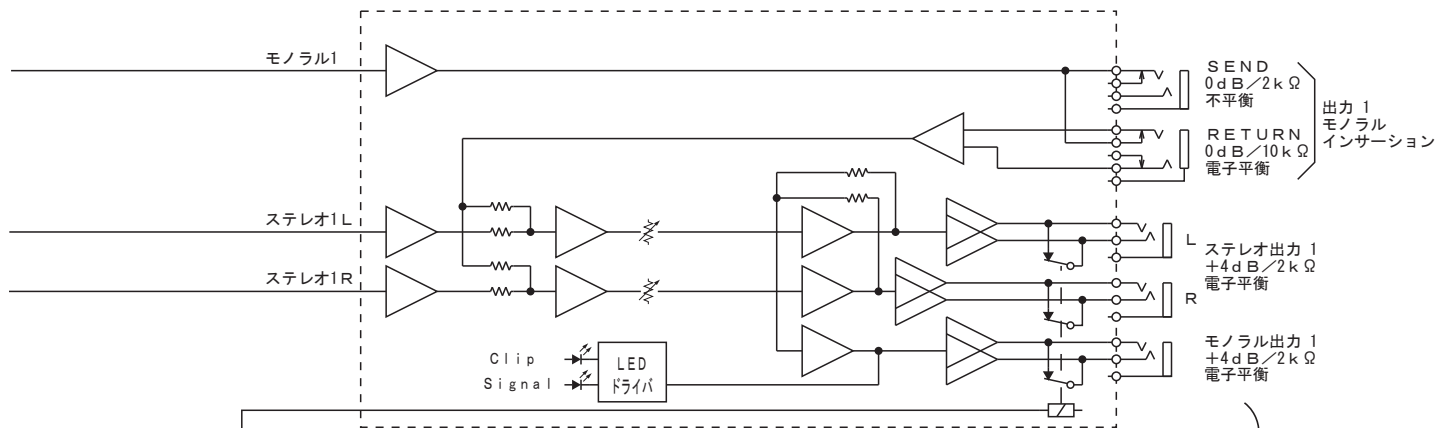 モノラル1
SEND
0dB／2kΩ
不平衡
RETURN
0dB／10kΩ
電子平衡
出力 1
モノラル
インサーション
ステレオ1L
ステレオ1R
L
R
ステレオ出力 1
+4dB／2kΩ
電子平衡
Clip
Signal
LED
ドライバ
モノラル出力 1
+4dB／2kΩ
電子平衡